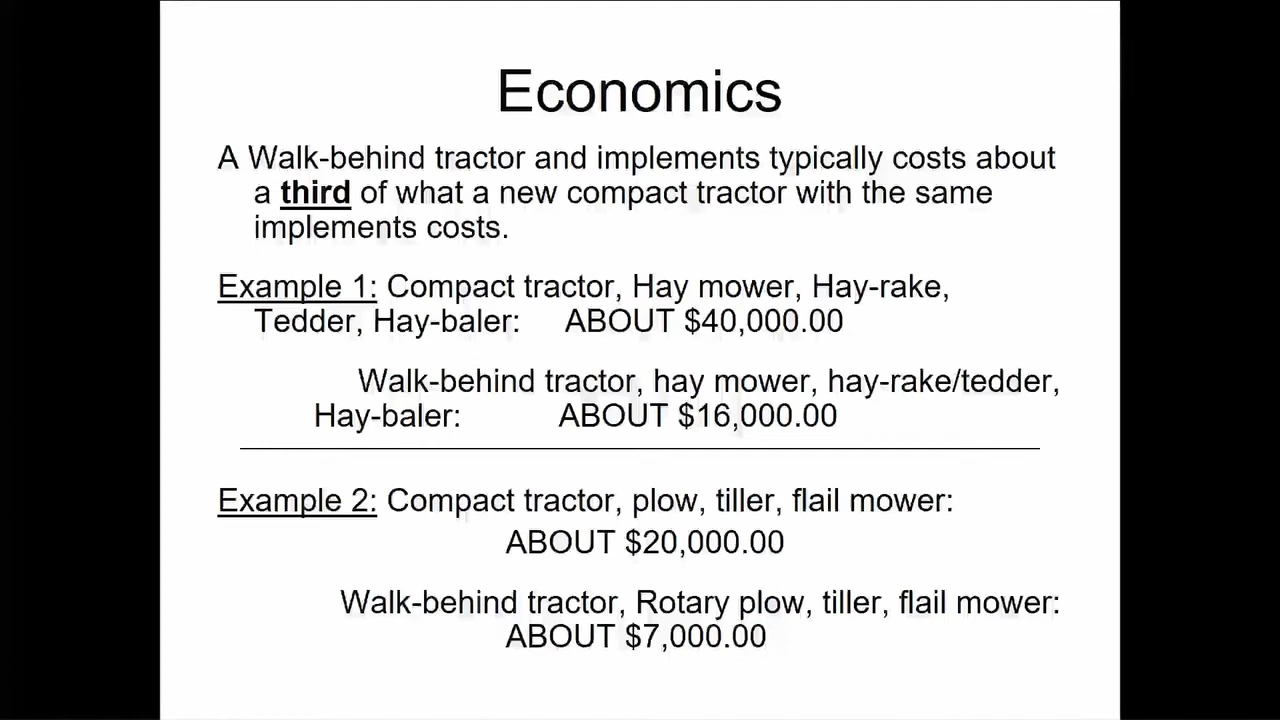 Economics
A Walk-behind tractor and implements typically costs about
a third of what a new compact tractor with the same
implements costs.
Example 1: Compact tractor, Hay mower, Hay-rake,
Tedder, Hay-baler: ABOUT $40,000.00
Walk-behind tractor, hay mower, hay-rake/tedder,
Hay-baler: ABOUT $16,000.00
Example 2: Compact tractor, plow, tiller, flail mower:
ABOUT $20,000.00
Walk-behind tractor, Rotary plow, tiller, flail mower:
ABOUT $7,000.00